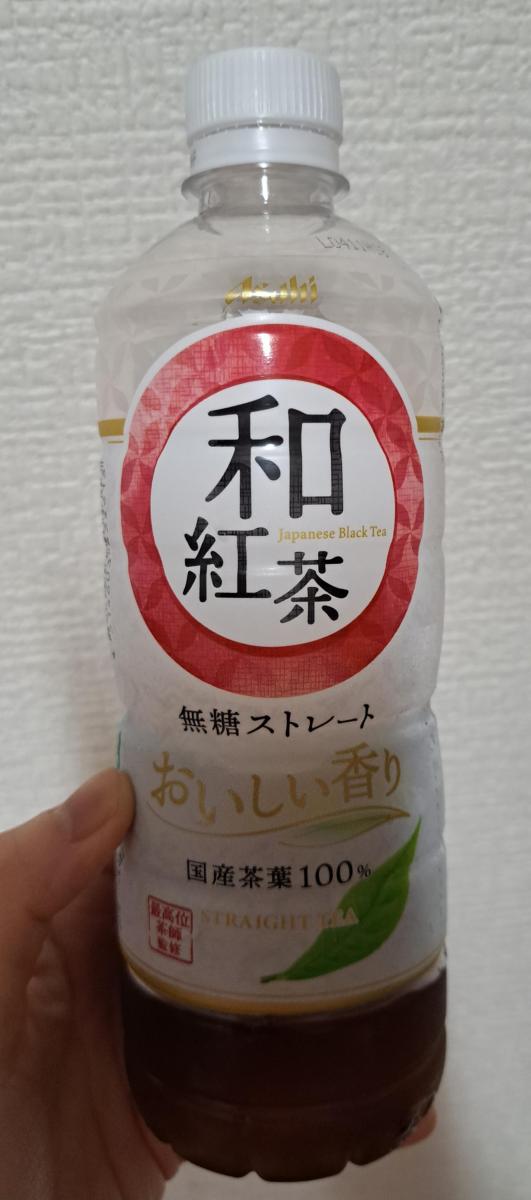 Asahi
和
紅茶
Japanese Black Tea
無糖ストレート
おいしい香り
国産茶葉100%
STRAIGHT TEA
最高位
茶師
監修